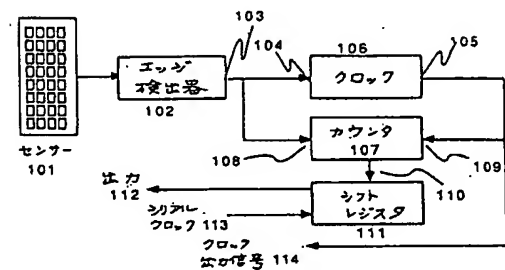 103
104
106
105
エッジ
検出器
102
クロック
センサー
101
カウンタ
107
108
109
110
出力
112
シフト
レジスタ
111
シリアル
クロック 113
クロック
出力信号 114